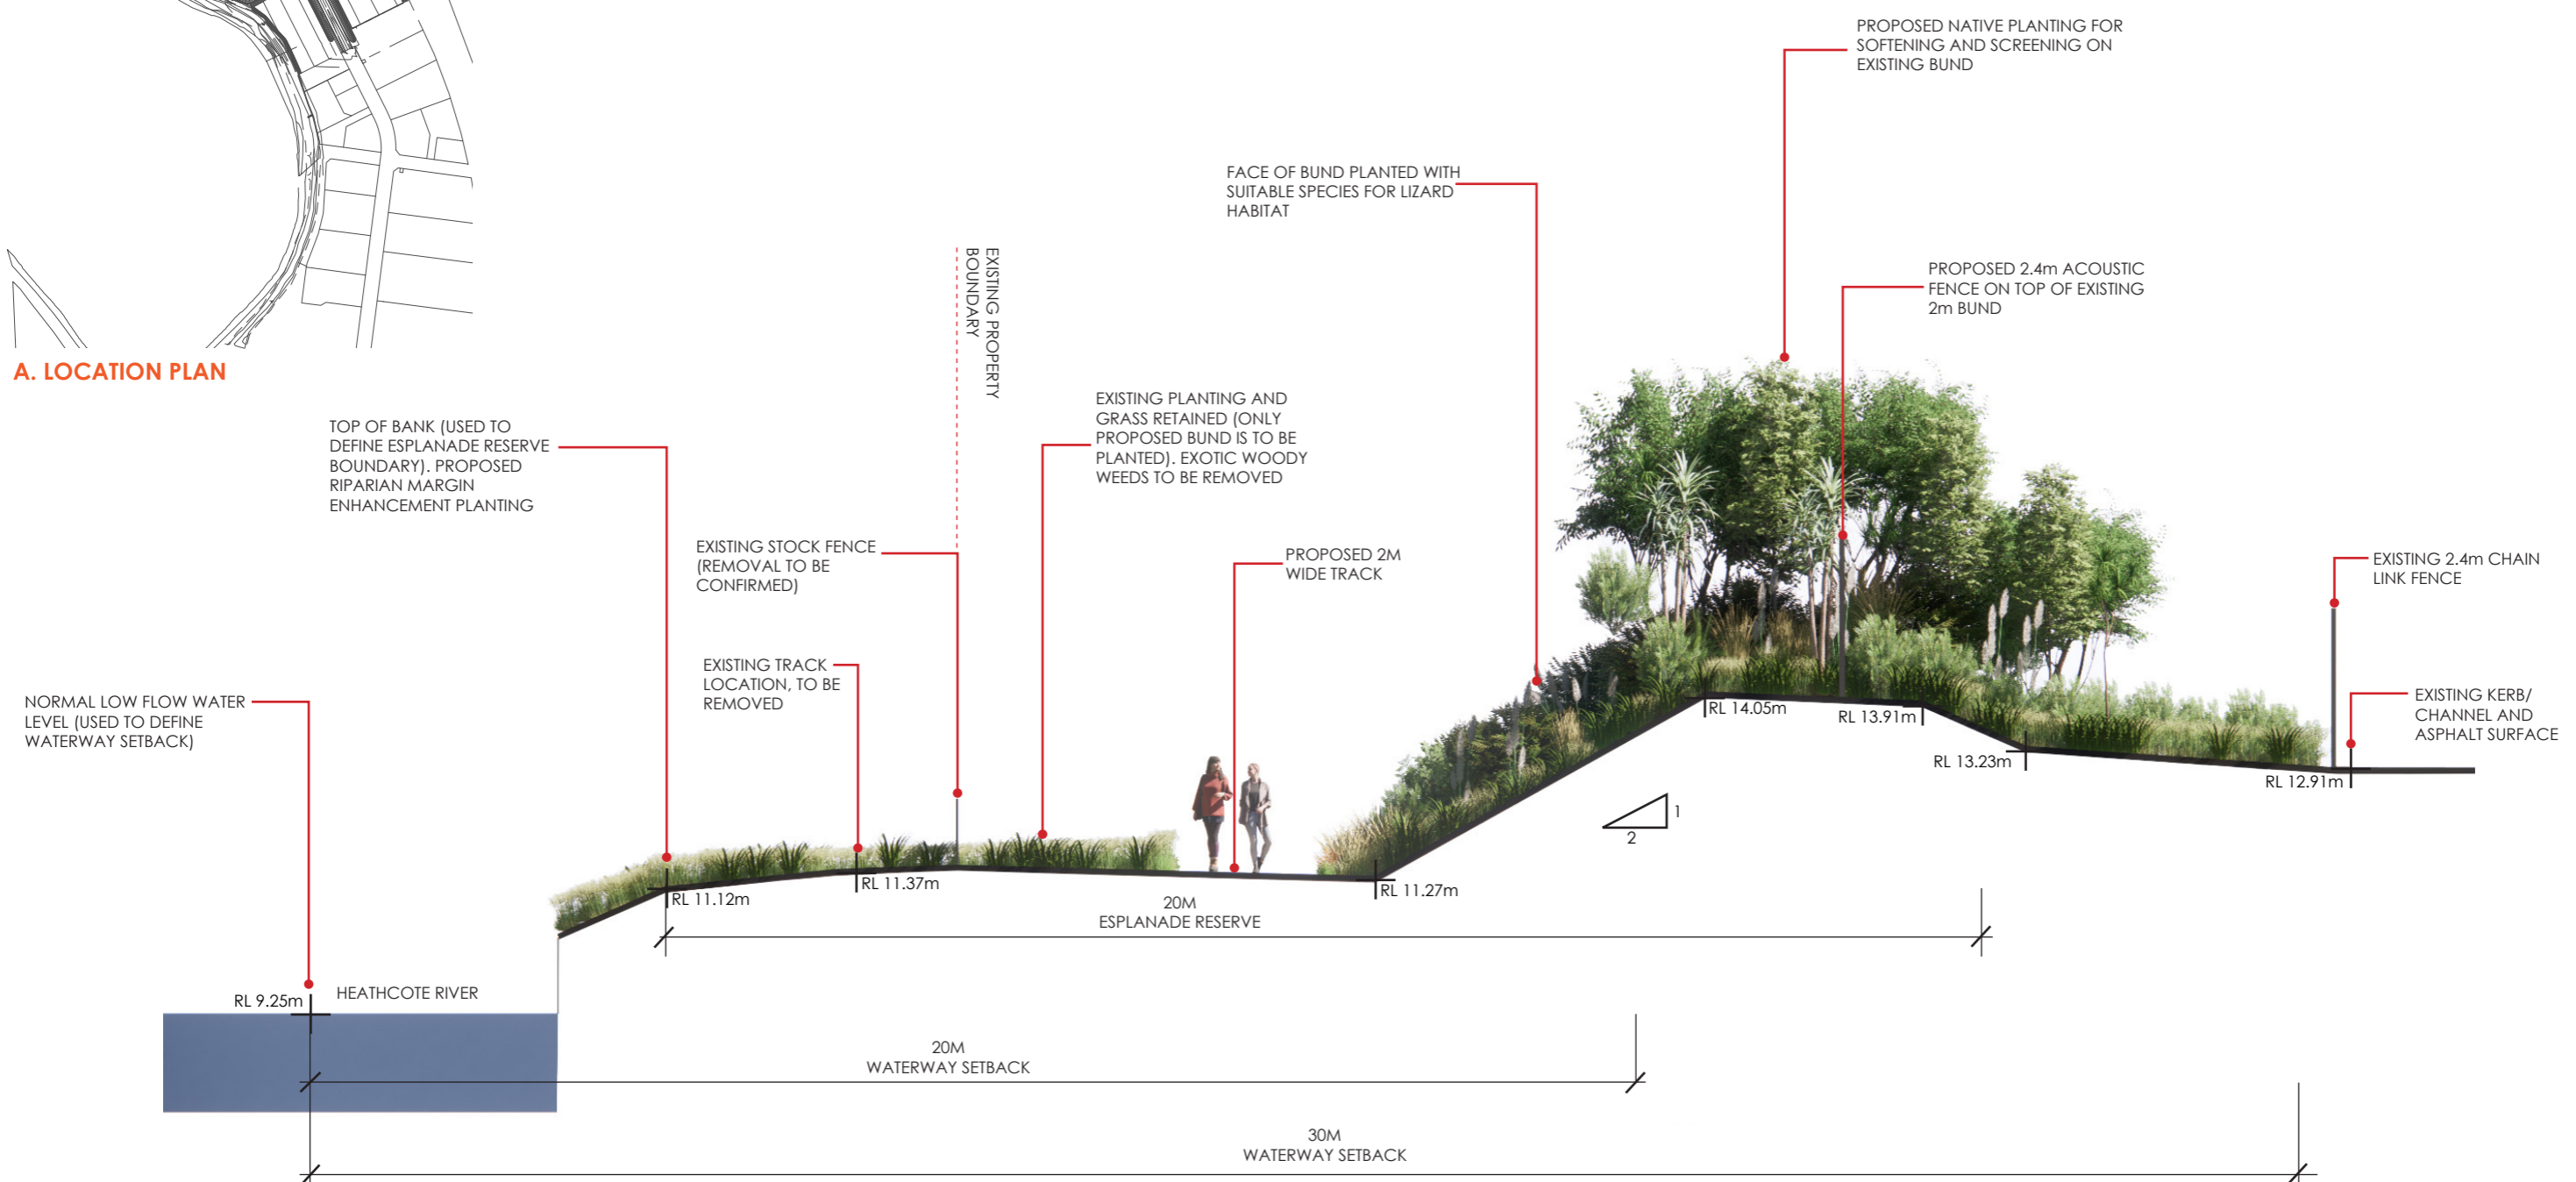 PROPOSED NATIVE PLANTING FOR
SOFTENING AND SCREENING ON
EXISTING BUND
FACE OF BUND PLANTED WITH
SUITABLE SPECIES FOR LIZARD
HABITAT
EXISTING PROPERTY
BOUNDARY
PROPOSED 2.4m ACOUSTIC
FENCE ON TOP OF EXISTING
2m BUND
A. LOCATION PLAN
TOP OF BANK (USED TO
DEFINE ESPLANADE RESERVE
BOUNDARY). PROPOSED
RIPARIAN MARGIN
ENHANCEMENT PLANTING
EXISTING PLANTING AND
GRASS RETAINED (ONLY
PROPOSED BUND IS TO BE
PLANTED). EXOTIC WOODY
WEEDS TO BE REMOVED
EXISTING STOCK FENCE
(REMOVAL TO BE
CONFIRMED)
PROPOSED 2M
WIDE TRACK
EXISTING 2.4m CHAIN
LINK FENCE
EXISTING TRACK
LOCATION, TO BE
REMOVED
NORMAL LOW FLOW WATER
LEVEL (USED TO DEFINE
WATERWAY SETBACK)
EXISTING KERB/
CHANNEL AND
ASPHALT SURFACE
RL 14.05m
RL 13.91m
RL 13.23m
RL 12.91m
1
2
RL 11.12m
RL 11.37m
RL 11.27m
20M
ESPLANADE RESERVE
RL 9.25m
HEATHCOTE RIVER
20M
WATERWAY SETBACK
30M
WATERWAY SETBACK